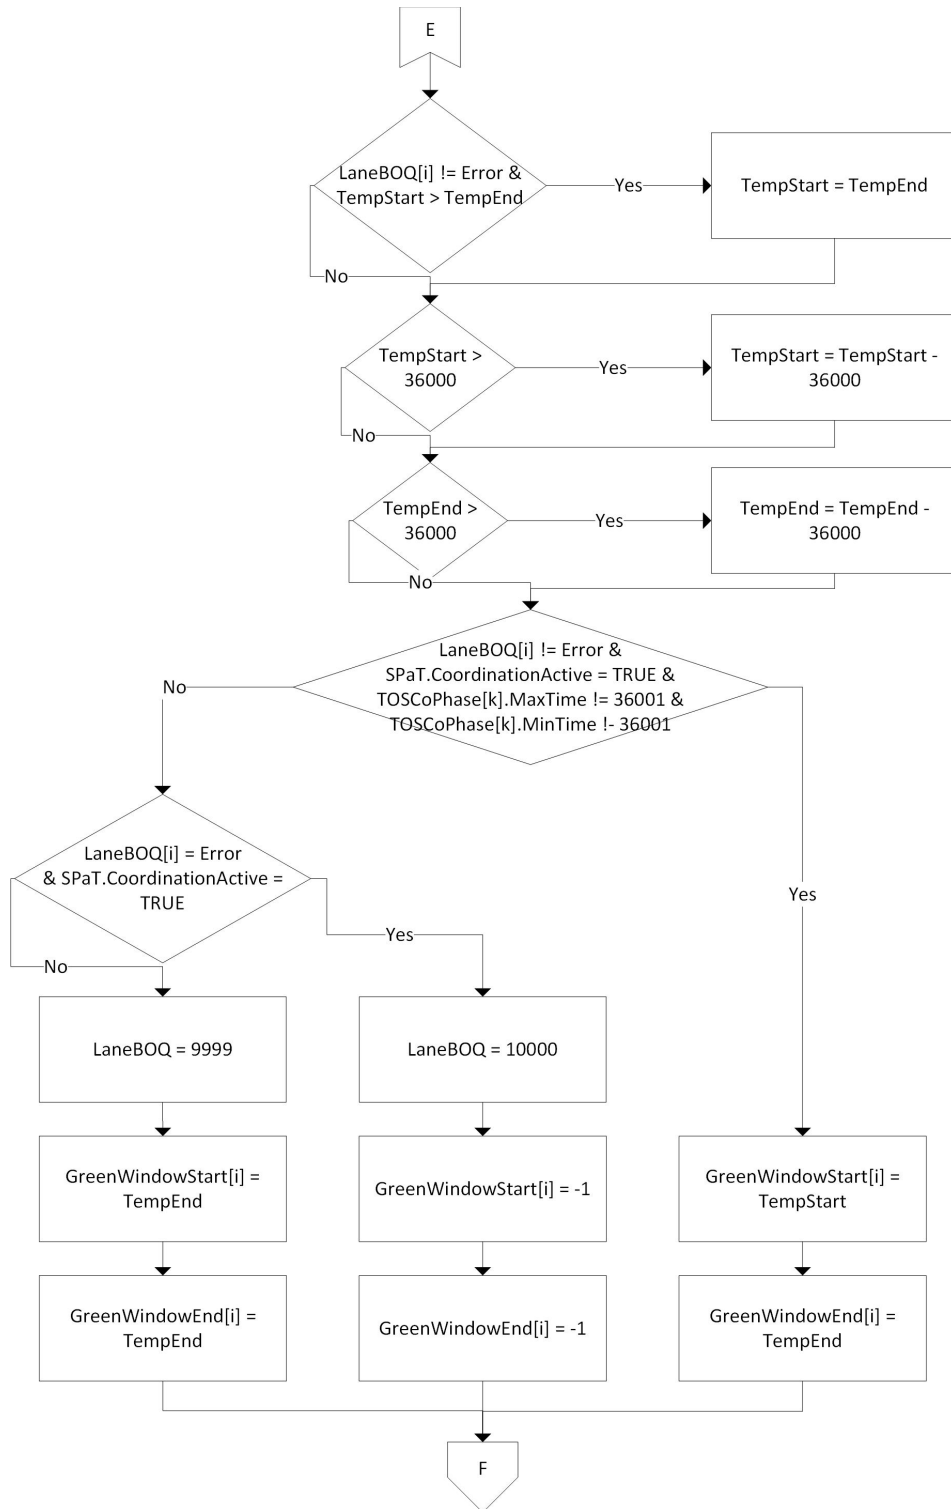 E
LaneBOQ[i] != Error &
TempStart > TempEnd
Yes
TempStart = TempEnd
No
TempStart >
36000
Yes
TempStart = TempStart -
36000
No
TempEnd >
36000
Yes
TempEnd = TempEnd -
36000
No
LaneBOQ[i] != Error &
SPaT.CoordinationActive = TRUE &
TOSCoPhase[k].MaxTime != 36001 &
TOSCoPhase[k].MinTime !- 36001
No
Yes
LaneBOQ[i] = Error
& SPaT.CoordinationActive =
TRUE
Yes
No
LaneBOQ = 9999
LaneBOQ = 10000
GreenWindowStart[i] =
TempEnd
GreenWindowStart[i] = -1
GreenWindowStart[i] =
TempStart
GreenWindowEnd[i] =
TempEnd
GreenWindowEnd[i] = -1
GreenWindowEnd[i] =
TempEnd
F